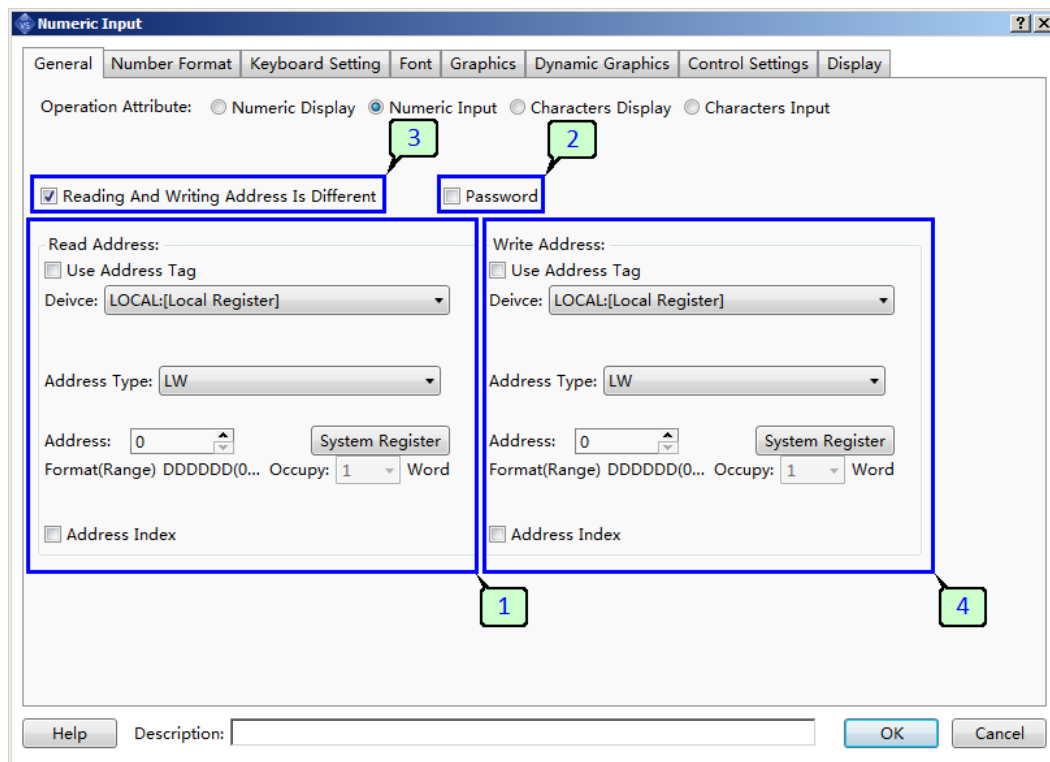 Numeric Input
General Number Format Keyboard Setting Font Graphics Dynamic Graphics Control Settings Display
Operation Attribute: Numeric Display Numeric Input Characters Display Characters Input
3 2
Reading And Writing Address Is Different Password
Read Address: Write Address:
Use Address Tag Use Address Tag
Deivce: LOCAL:[Local Register] Deivce: LOCAL:[Local Register]
Address Type: LW Address Type: LW
Address: 0 System Register Address: 0 System Register
Format(Range) DDDDDD(0... Occupy: 1 Word Format(Range) DDDDDD(0... Occupy: 1 Word
Address Index Address Index
1 4
Help Description: OK Cancel